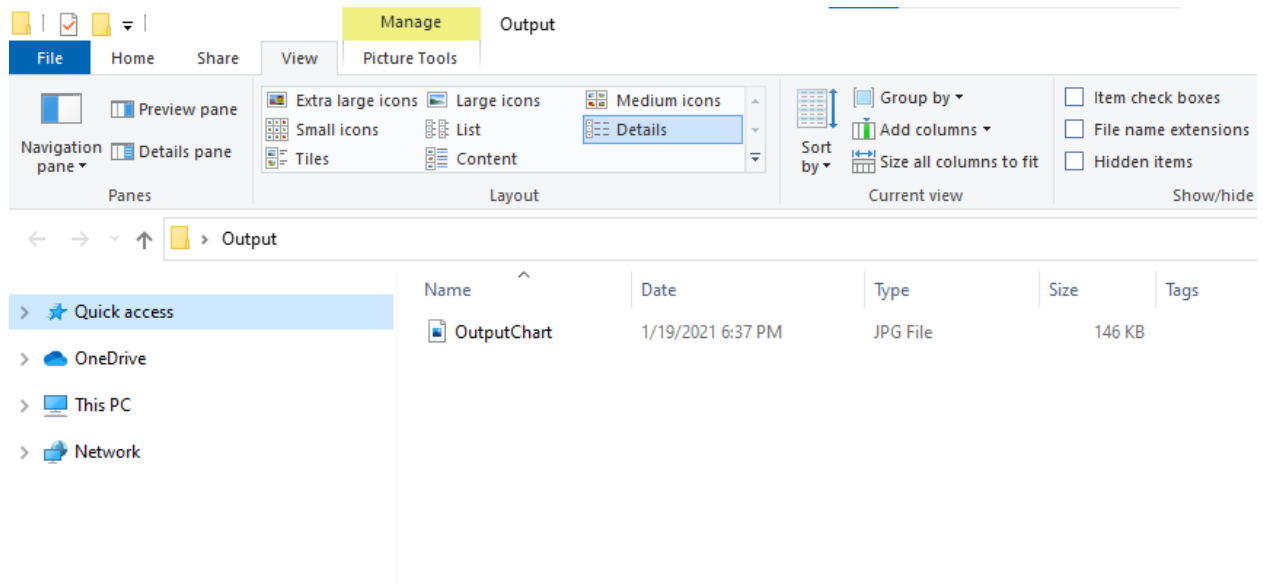 Manage Output
File Home Share View Picture Tools
Navigation pane
Preview pane
Details pane
Panes
Extra large icons Large icons Medium icons
Small icons List Details
Tiles Content
Layout
Sort by
Group by
Add columns
Size all columns to fit
Current view
Item check boxes
File name extensions
Hidden items
Show/hide
Output
Quick access
OneDrive
This PC
Network
Name Date Type Size Tags
OutputChart 1/19/2021 6:37 PM JPG File 146 KB